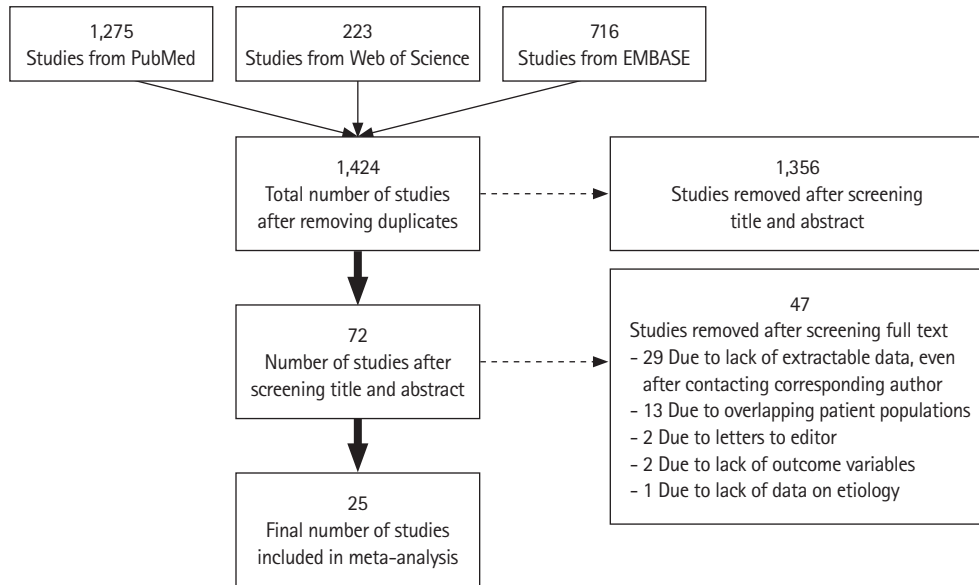 1,275
Studies from PubMed
223
Studies from Web of Science
716
Studies from EMBASE
1,424
Total number of studies
after removing duplicates
1,356
Studies removed after screening
title and abstract
72
Number of studies after
screening title and abstract
47
Studies removed after screening full text
- 29 Due to lack of extractable data, even
after contacting corresponding author
- 13 Due to overlapping patient populations
- 2 Due to letters to editor
- 2 Due to lack of outcome variables
- 1 Due to lack of data on etiology
25
Final number of studies
included in meta-analysis